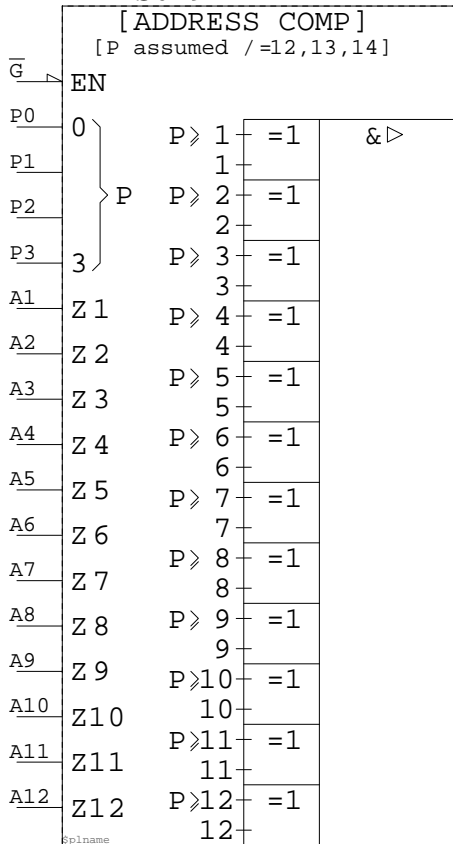 [ADDRESS COMP]
[P assumed /=12,13,14]
G EN
P0 0 P⩾ 1 =1 &
P1 1
P2 P P⩾ 2 =1
2
P3 3 P⩾ 3 =1
3
A1 Z1 P⩾ 4 =1
A2 Z2 4
A3 Z3 P⩾ 5 =1
5
A4 Z4 P⩾ 6 =1
6
A5 Z5 P⩾ 7 =1
A6 Z6 7
A7 Z7 P⩾ 8 =1
8
A8 Z8 P⩾ 9 =1
9
A9 Z9 P⩾10 =1
A10 Z10 10
A11 Z11 P⩾11 =1
11
A12 Z12 P⩾12 =1
12
$plname